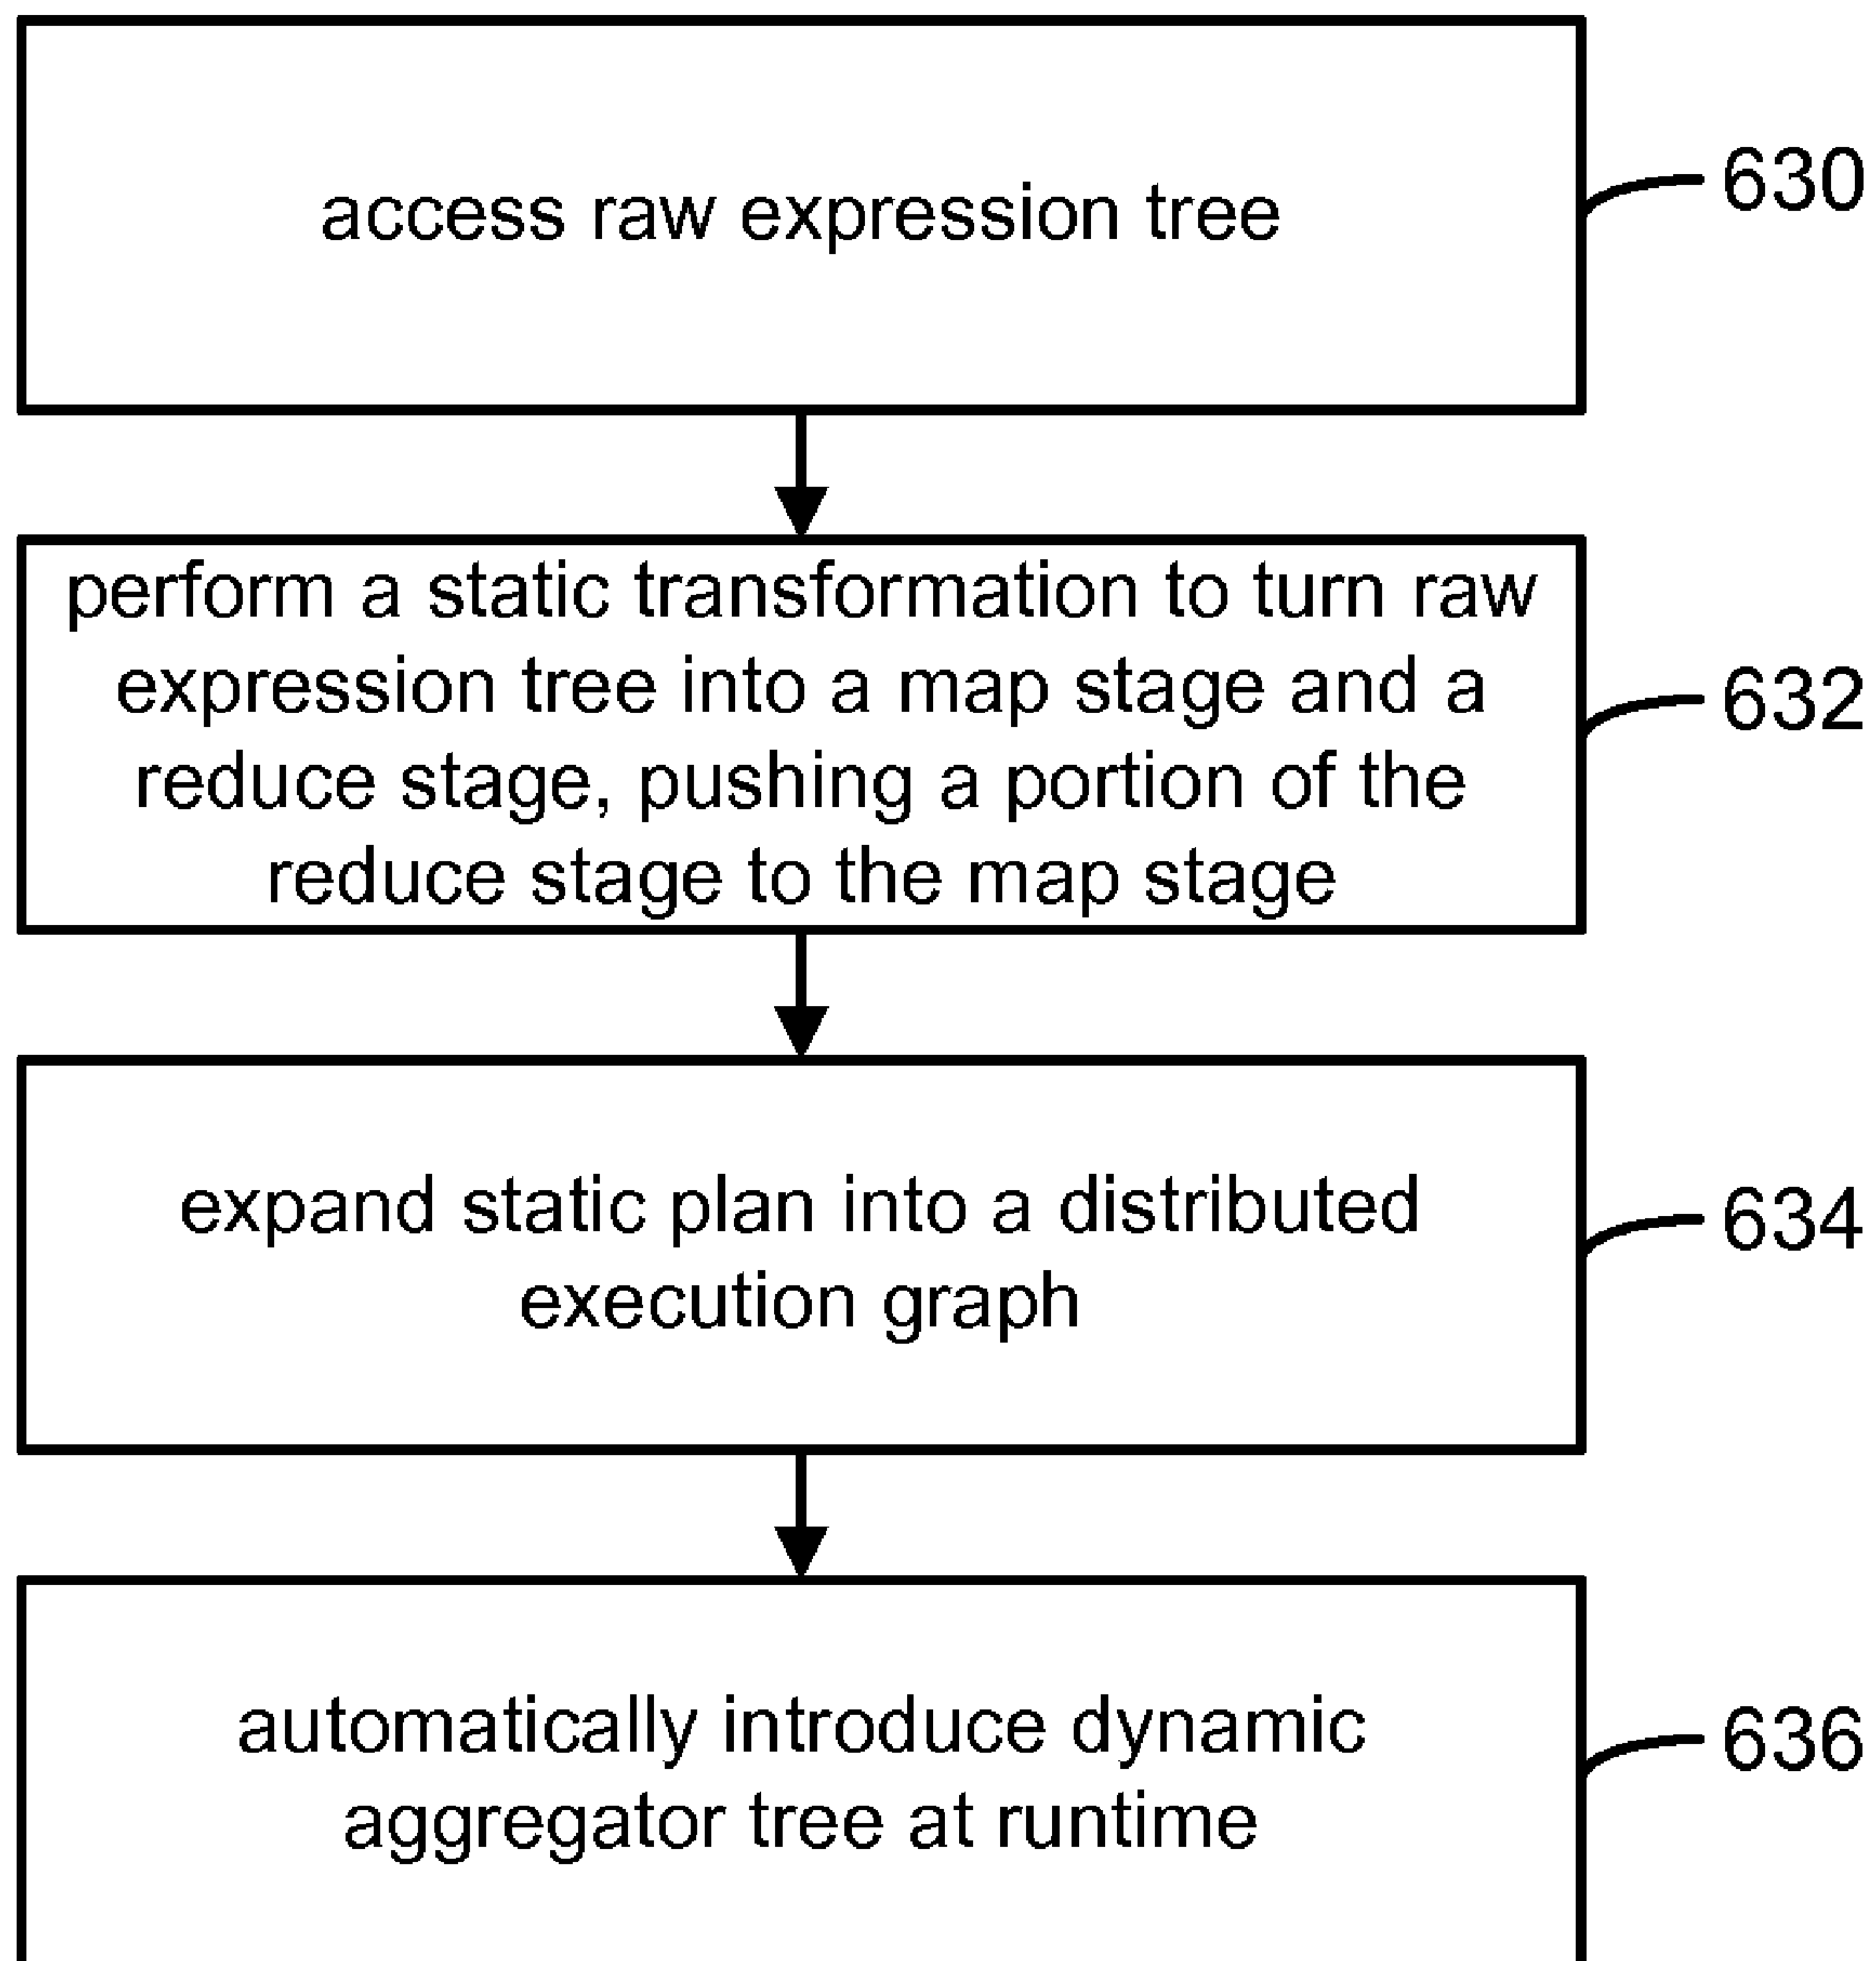 access raw expression tree
630
perform a static transformation to turn raw
expression tree into a map stage and a
reduce stage, pushing a portion of the
reduce stage to the map stage
632
expand static plan into a distributed
execution graph
634
automatically introduce dynamic
aggregator tree at runtime
636